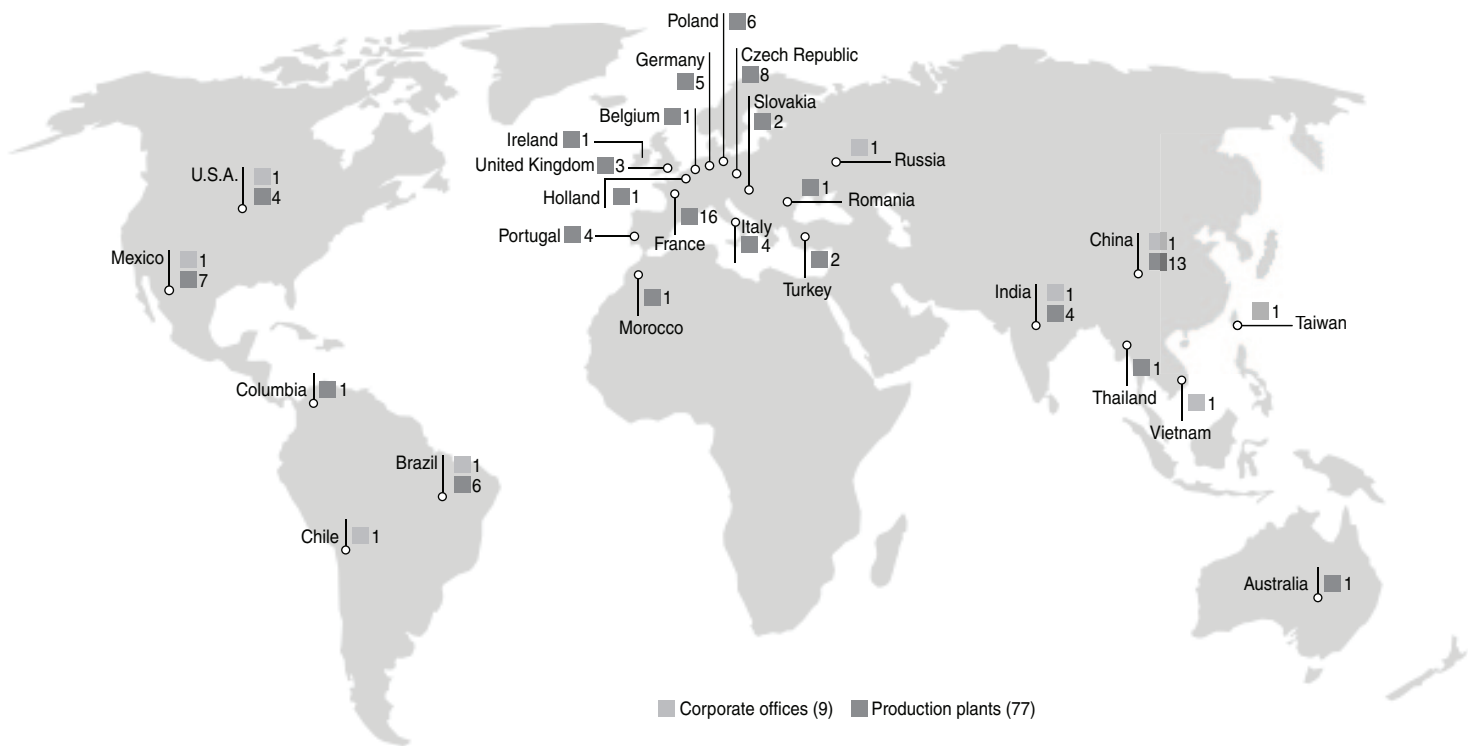 Poland 6
Germany
5
Czech Republic
8
Slovakia
2
Belgium 1
Ireland 1
United Kingdom 3
Holland 1
Russia
1
Romania
1
U.S.A. 1
4
Mexico 1
7
Portugal 4
France
16
Italy
4
Turkey
2
Morocco
1
China 1
13
India 1
4
Taiwan
1
Thailand
1
Vietnam
1
Columbia 1
Brazil 1
6
Chile 1
Australia 1
Corporate offices (9) Production plants (77)